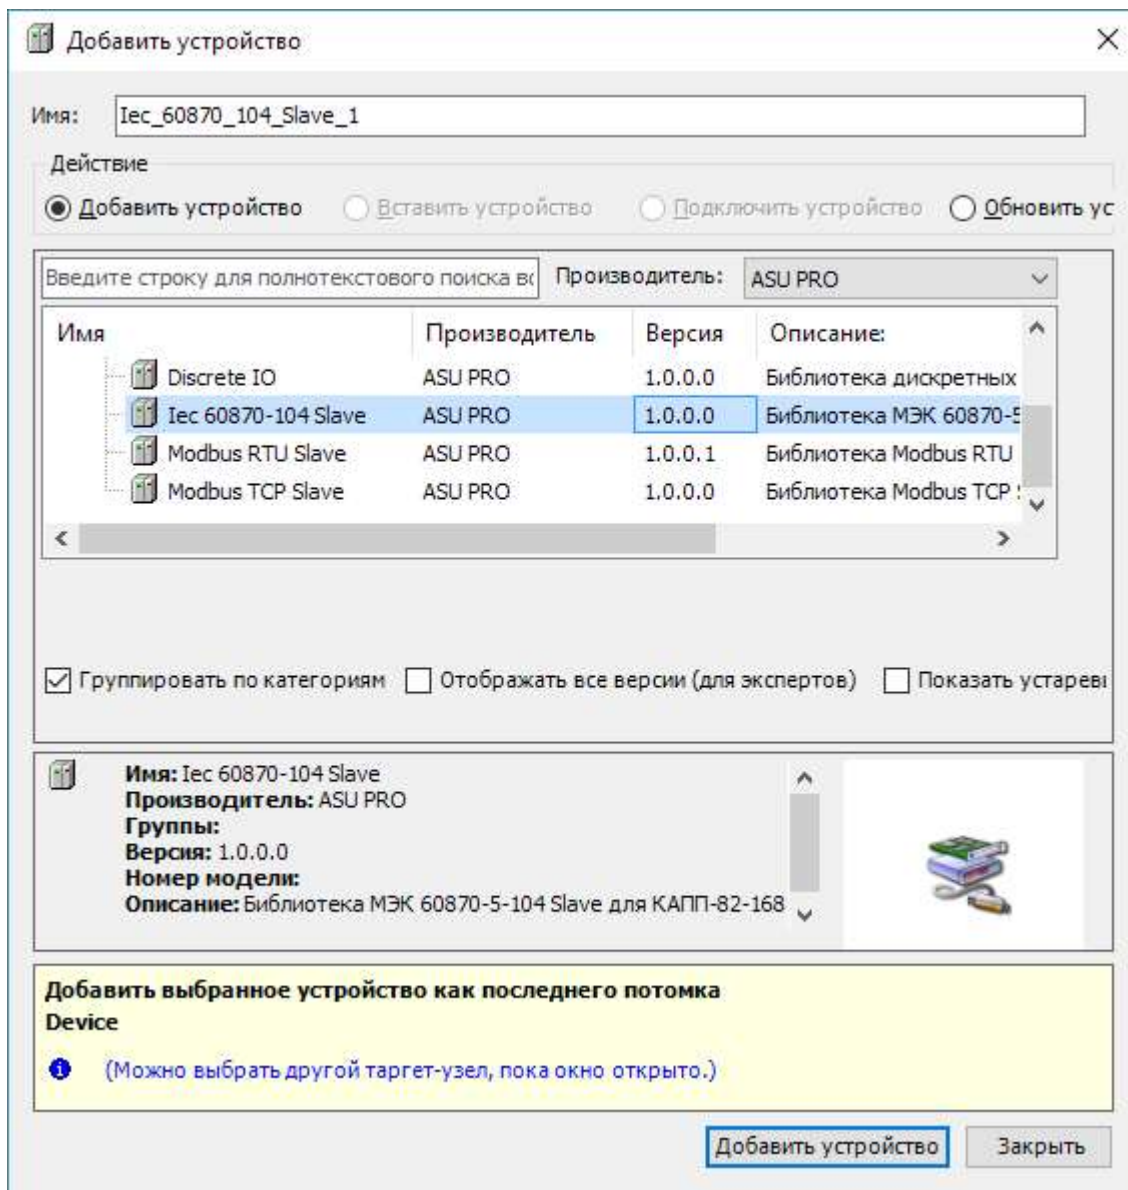 Добавить устройство
Имя: Iec_60870_104_Slave_1
Действие
Добавить устройство Вставить устройство Подключить устройство Обновить ус
Введите строку для полнотекстового поиска вс Производитель: ASU PRO
Имя Производитель Версия Описание:
Discrete IO ASU PRO 1.0.0.0 Библиотека дискретных
Iec 60870-104 Slave ASU PRO 1.0.0.0 Библиотека МЭК 60870-5
Modbus RTU Slave ASU PRO 1.0.0.1 Библиотека Modbus RTU
Modbus TCP Slave ASU PRO 1.0.0.0 Библиотека Modbus TCP
Группировать по категориям Отображать все версии (для экспертов) Показать устарев
Имя: Iec 60870-104 Slave
Производитель: ASU PRO
Группы:
Версия: 1.0.0.0
Номер модели:
Описание: Библиотека МЭК 60870-5-104 Slave для КАПП-82-168
Добавить выбранное устройство как последнего потомка
Device
(Можно выбрать другой таргет-узел, пока окно открыто.)
Добавить устройство Закрыть